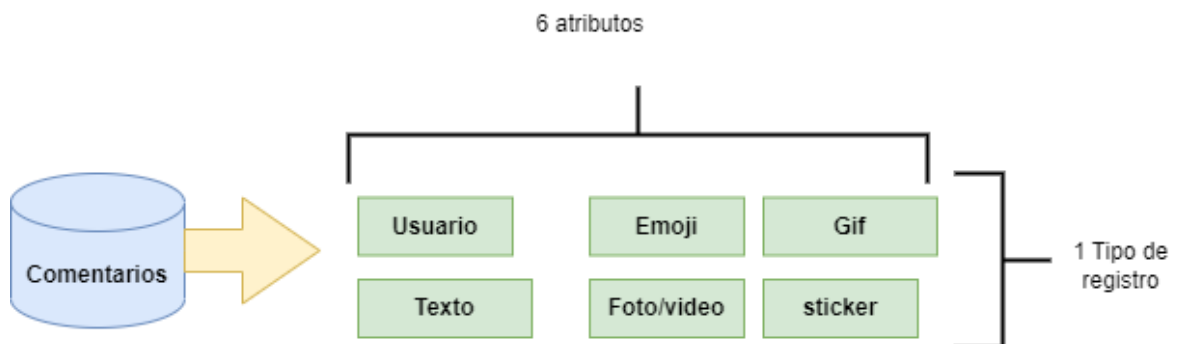 6 atributos
Usuario
Emoji
Gif
Comentarios
Texto
Foto/video
sticker
1 Tipo de
registro